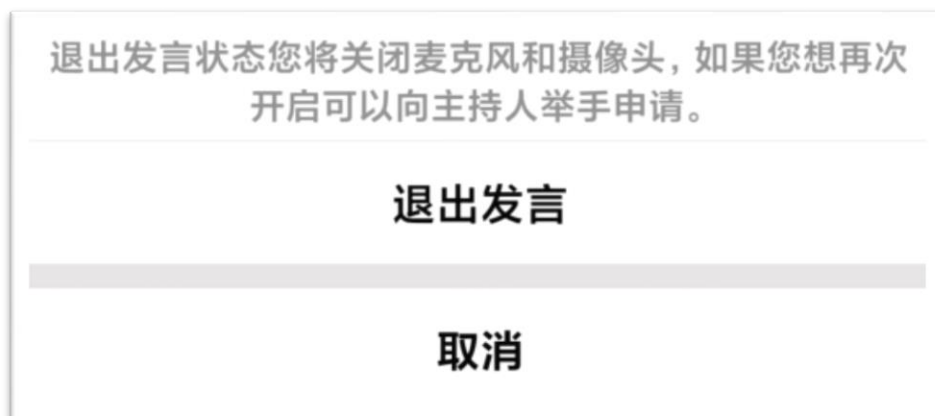 退出发言状态您将关闭麦克风和摄像头，如果您想再次
开启可以向主持人举手申请。
退出发言
取消